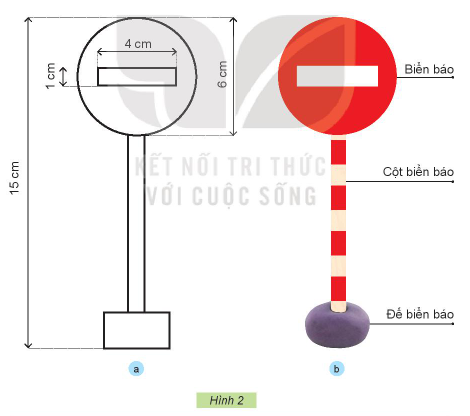 4 cm
1 cm
6 cm
15 cm
Biển báo
KẾT NỐI TRI THỨC
VỚI CUỘC SỐNG
Cột biển báo
Đế biển báo
a
b
Hình 2